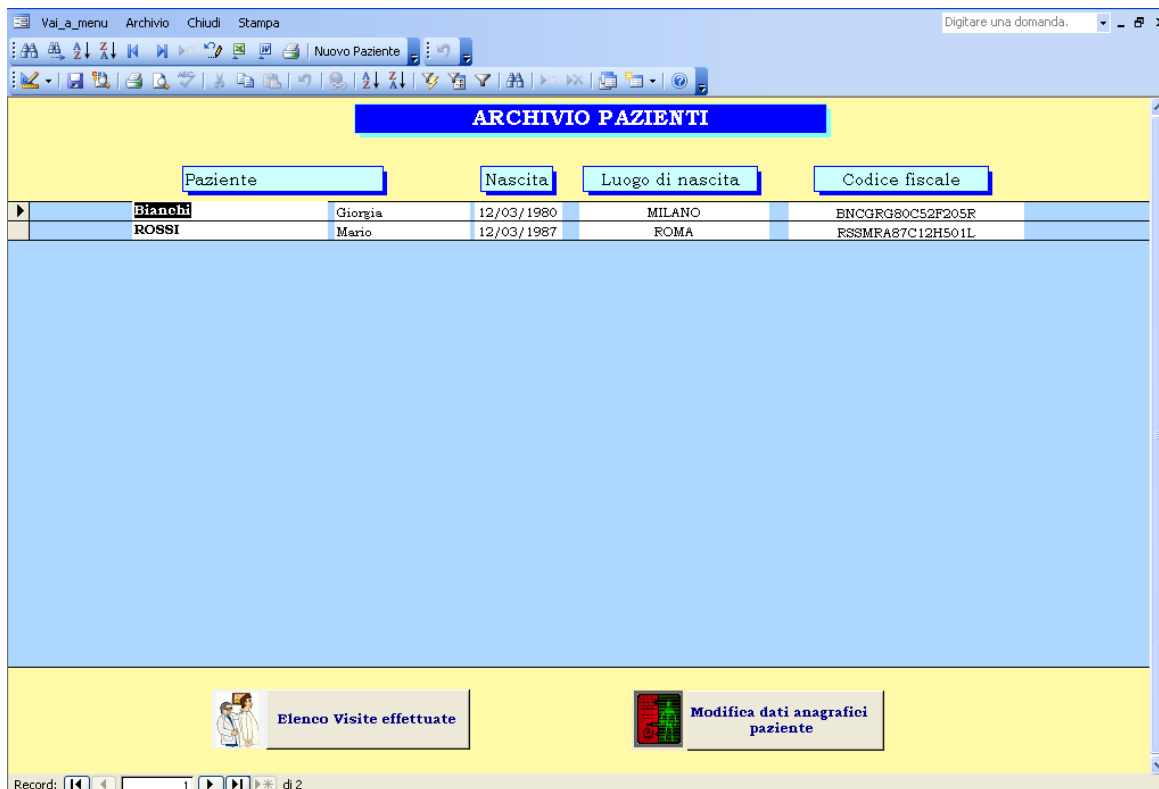 Vai_a_menu Archivio Chiudi Stampa Digitare una domanda.
Nuovo Paziente
ARCHIVIO PAZIENTI
Paziente Nascita Luogo di nascita Codice fiscale
Bianchi Giorgia 12/03/1980 MILANO BNCGRG80C52F205R
ROSSI Mario 12/03/1987 ROMA RSSMRA87C12H501L
Elenco Visite effettuate
Modifica dati anagrafici
paziente
Record: 1 di 2